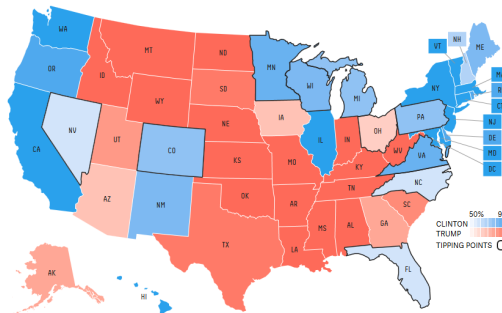 WA
MT
ND
NH
VT
ME
OR
ID
MN
SD
WI
MI
NY
WY
IA
NE
PA
NJ
NV
UT
IL
IN
OH
DE
CO
WV
VA
MD
CA
KS
MO
KY
DC
NC
TN
AZ
NM
OK
AR
SC
MS
AL
GA
TX
LA
FL
AK
HI
50%
CLINTON
TRUMP
TIPPING POINTS